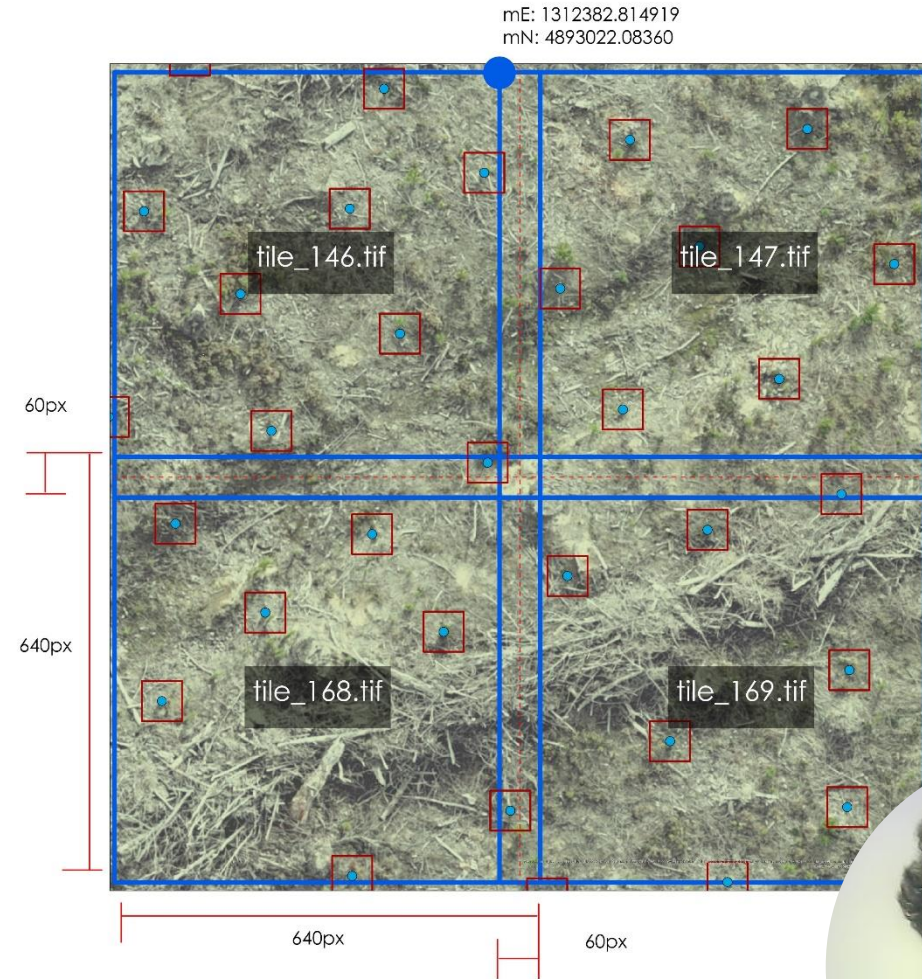 mE: 1312382.814919
mN: 4893022.08360
tile_146.tif
tile_147.tif
60px
640px
tile_168.tif
tile_169.tif
640px
60px